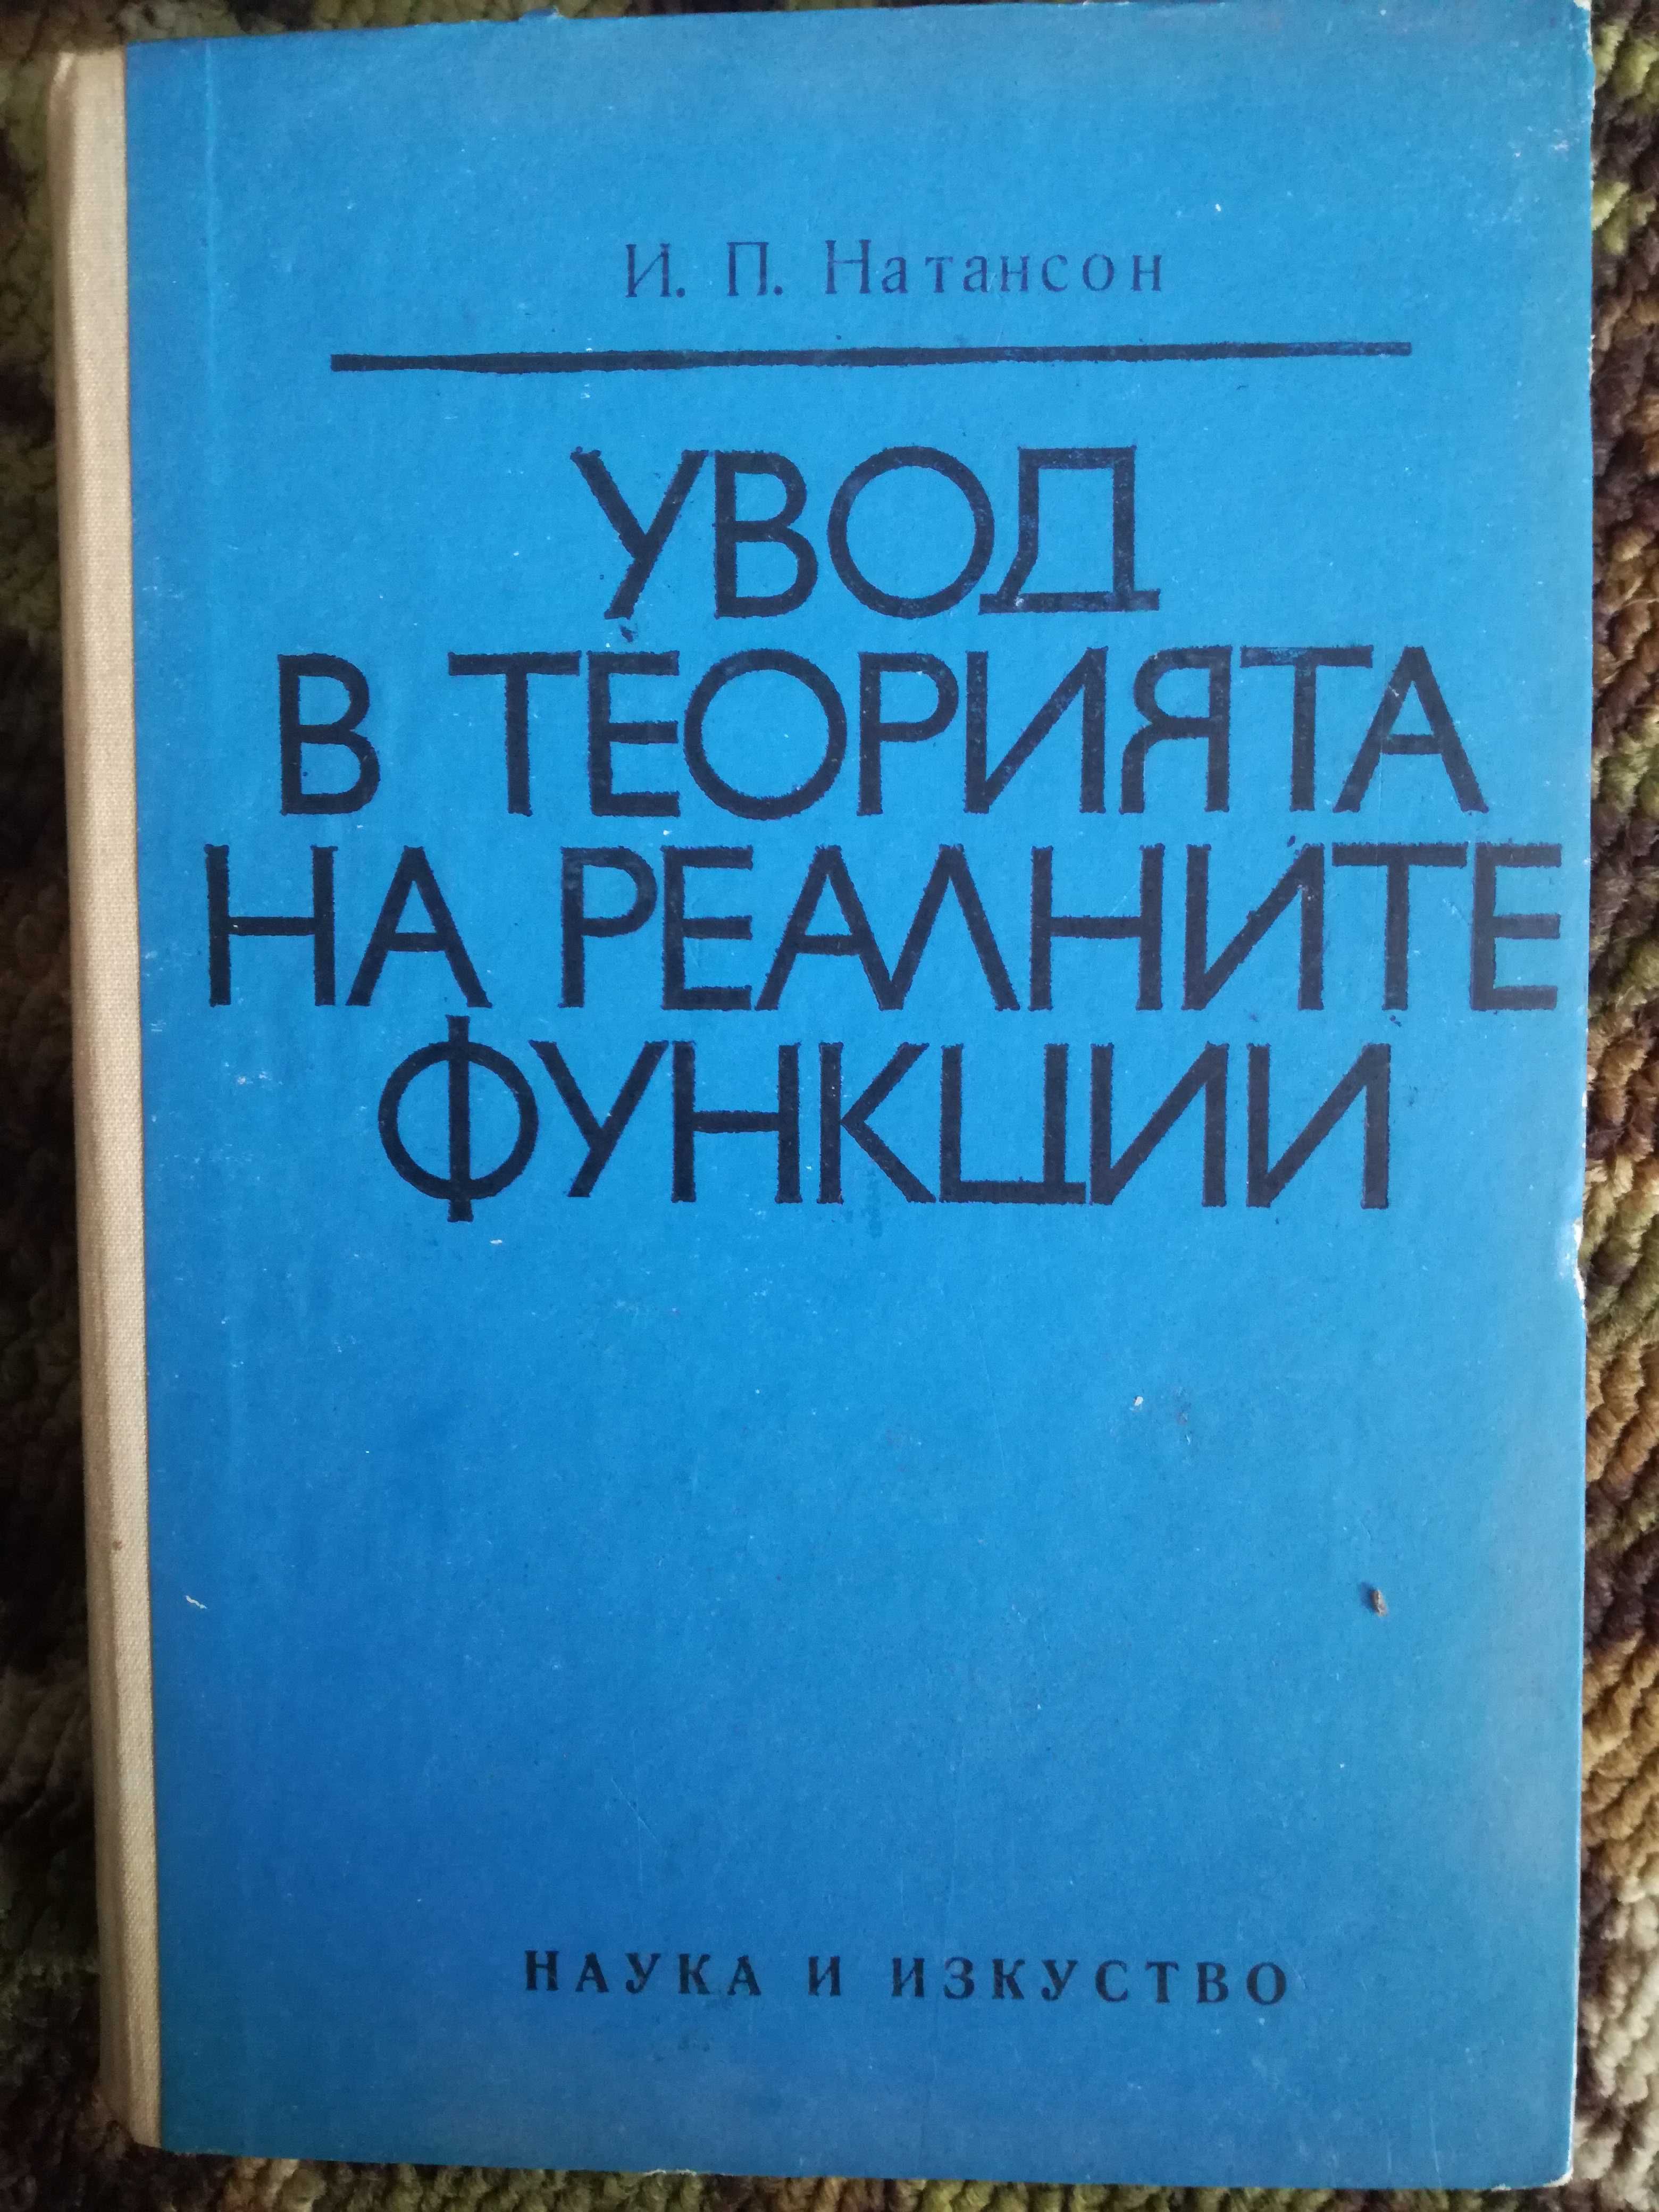 И. П. Натансон
УВОД
В ТЕОРИЯТА
НА РЕАЛНИТЕ
ФУНКЦИИ
НАУКА И ИЗКУСТВО